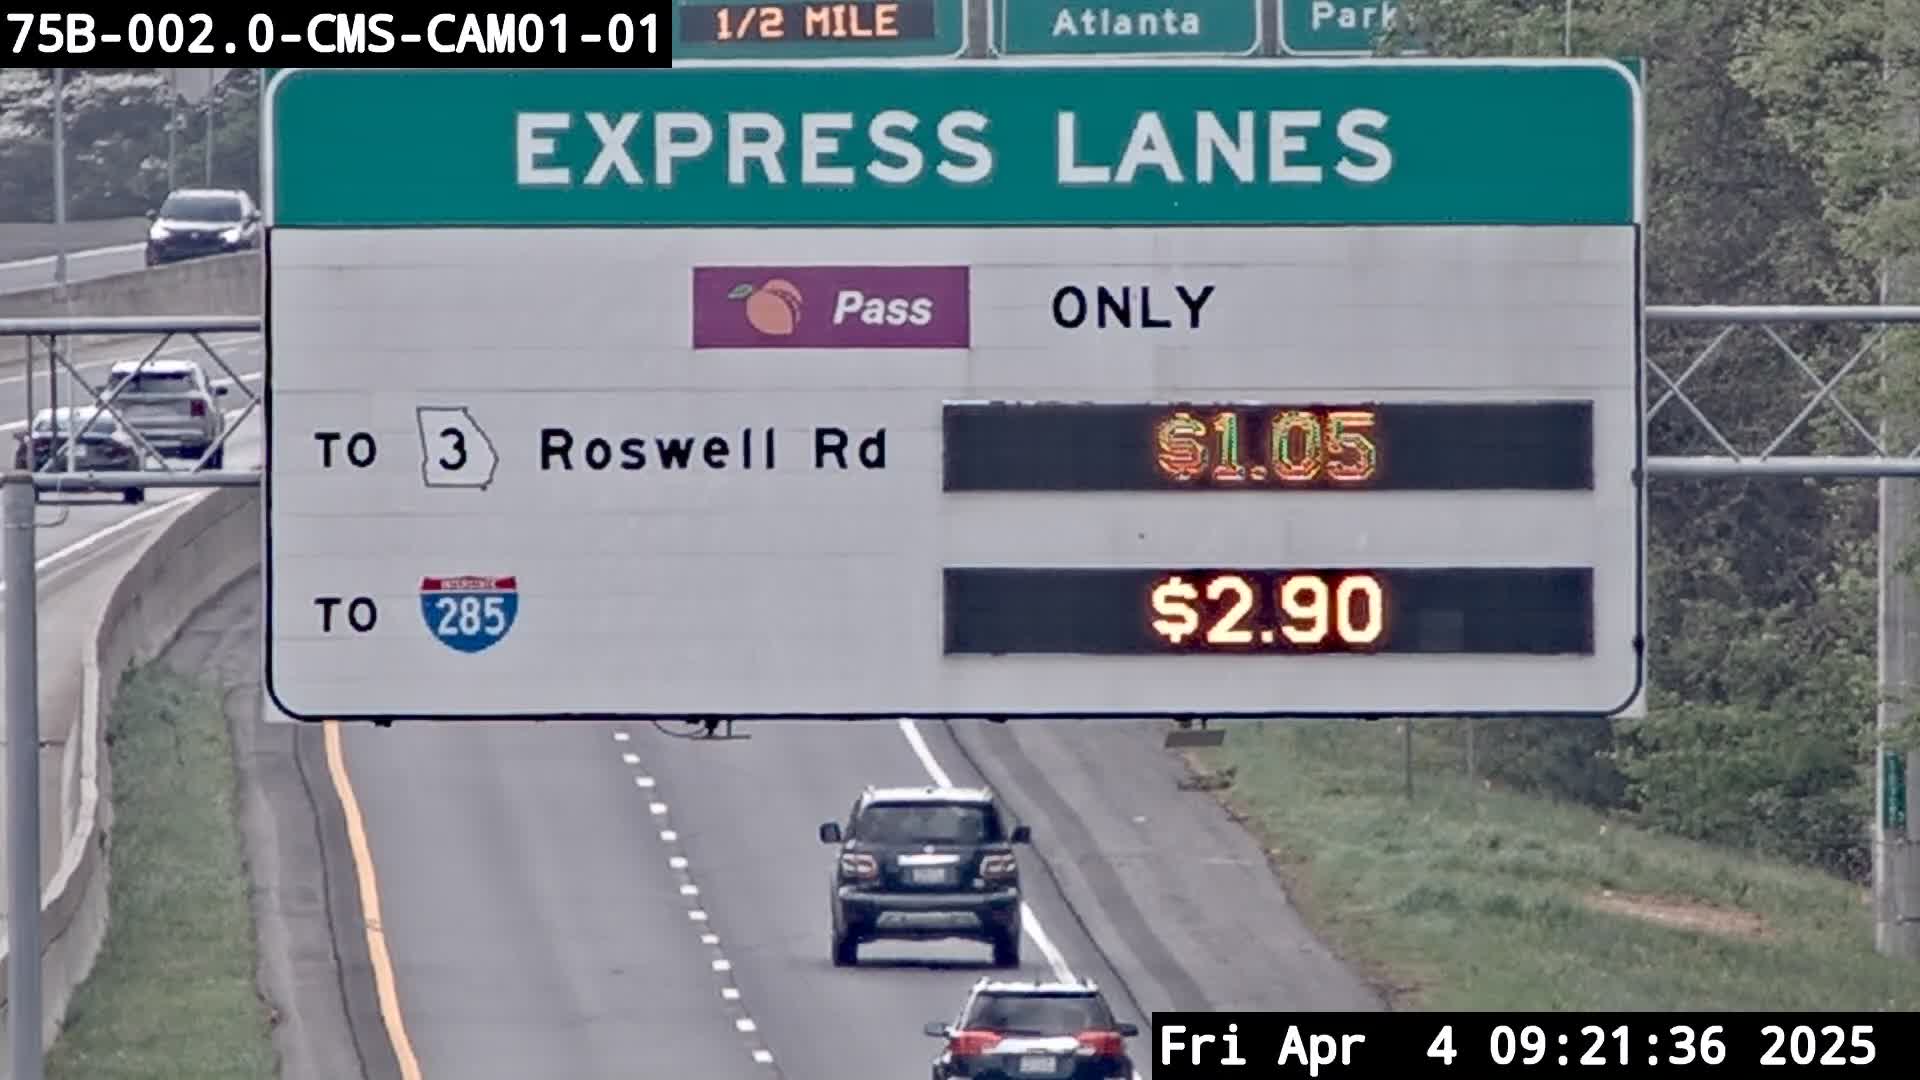 75B-002.0-CMS-CAM01-01
1/2 MILE
Atlanta
Park
EXPRESS LANES
Pass ONLY
TO 3 Roswell Rd $1.05
TO 285 $2.90
Fri Apr 4 09:21:36 2025